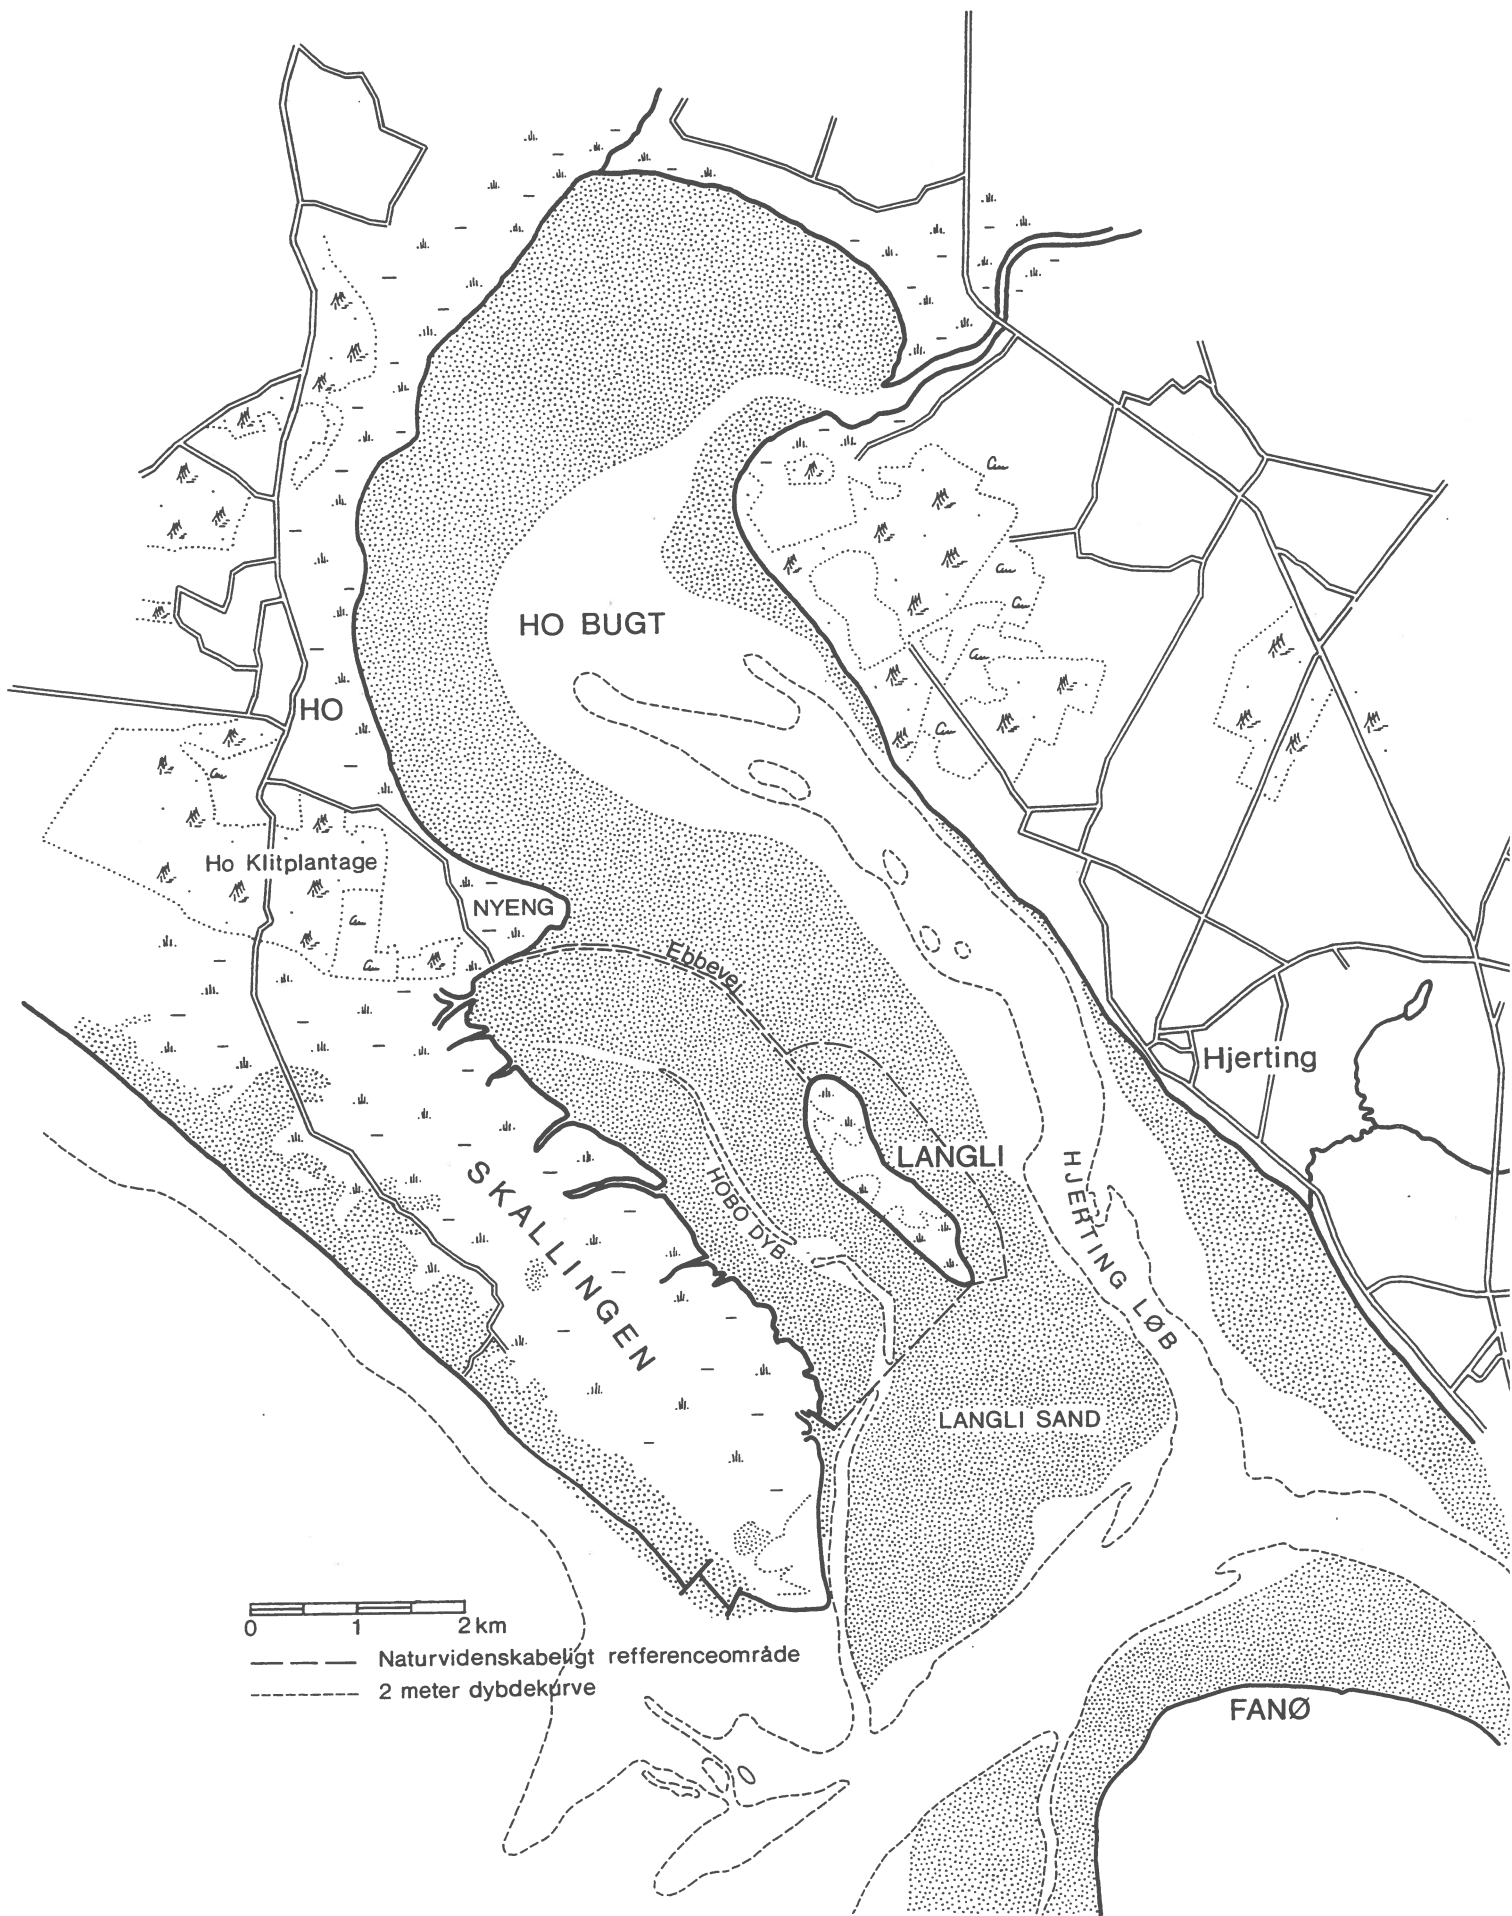 HO BUGT
HO
Ho Klitplantage
NYENG
Ebbevej
Hjerting
LANGLI
HJERTING LØB
SKALLINGEN
HOBO DYB
LANGLI SAND
0 1 2 km
Naturvidenskabeligt refferenceområde
2 meter dybdekurve
FANØ